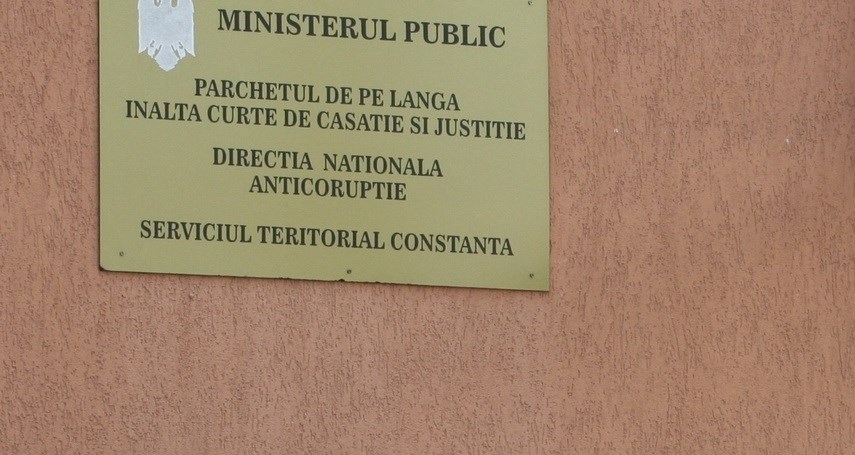 MINISTERUL PUBLIC
PARCHETUL DE PE LANGA
INALTA CURTE DE CASATIE SI JUSTITIE
DIRECTIA NATIONALA
ANTICORUPTIE
SERVICIUL TERITORIAL CONSTANTA